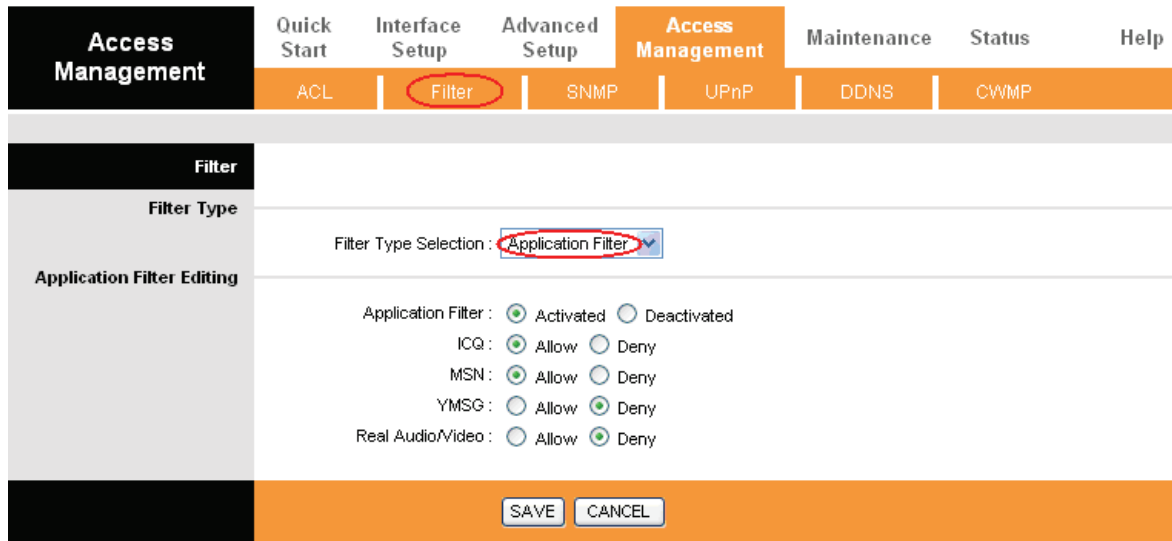 Access Management
Quick Start
Interface Setup
Advanced Setup
Access Management
Maintenance
Status
Help
ACL
Filter
SNMP
UPnP
DDNS
CWMP
Filter
Filter Type
Filter Type Selection : Application Filter
Application Filter Editing
Application Filter : Activated Deactivated
ICQ : Allow Deny
MSN : Allow Deny
YMSG : Allow Deny
Real Audio/Video : Allow Deny
SAVE CANCEL